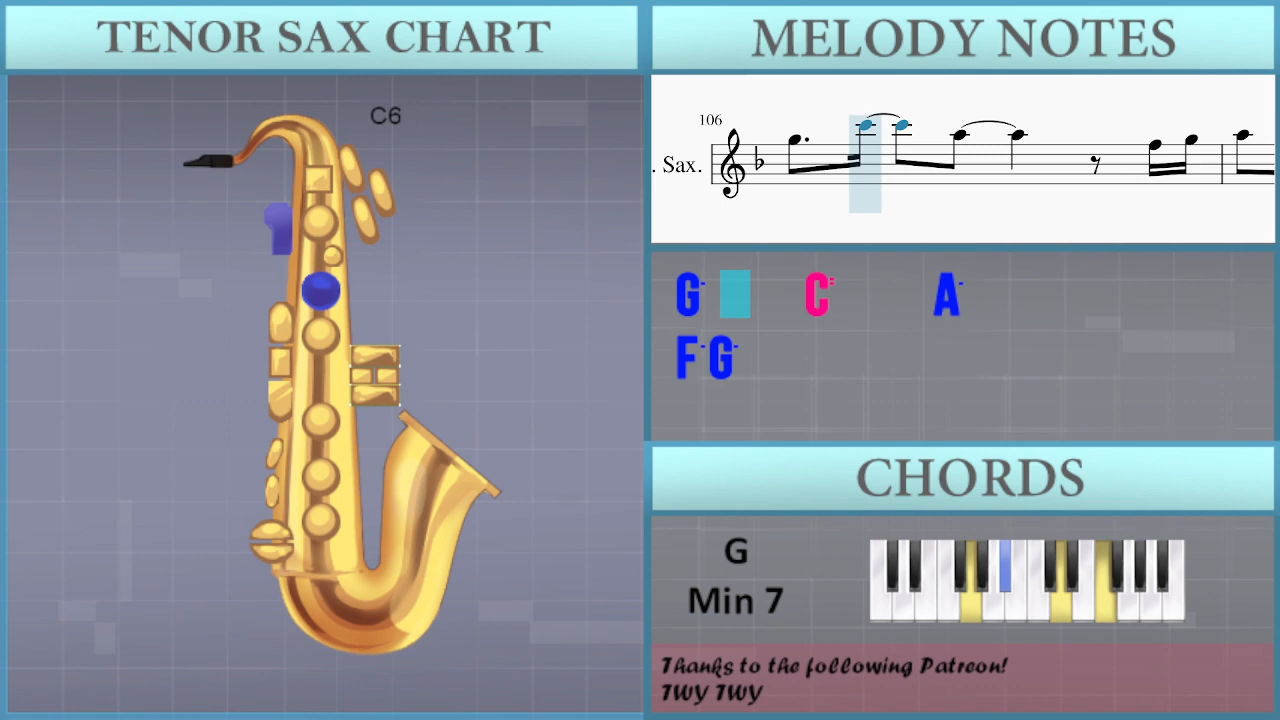 TENOR SAX CHART
C6
MELODY NOTES
106
. Sax.
G- C= A-
F-G-
CHORDS
G
Min 7
Thanks to the following Patreon!
TWY TWY